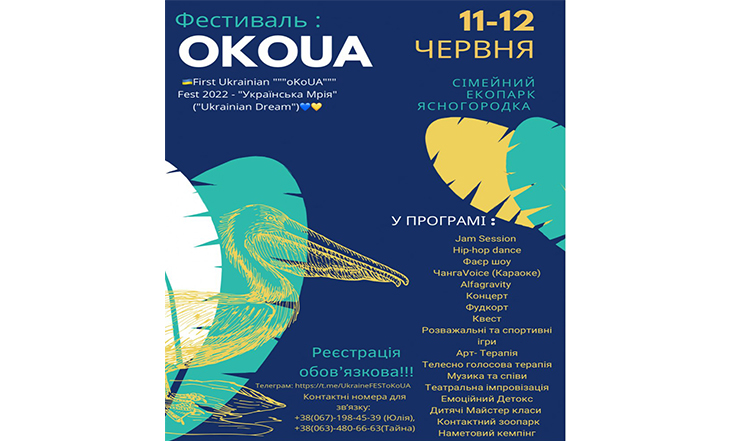 Фестиваль :
OKOUA
🇺🇦First Ukrainian """oKoUA"""
Fest 2022 - "Українська Мрія"
("Ukrainian Dream")💙💛
11-12
ЧЕРВНЯ
СІМЕЙНИЙ
ЕКОПАРК
ЯСНОГОРОДКА
У ПРОГРАМІ :
Jam Session
Hip-hop dance
Фаєр шоу
ЧангаVoice (Караоке)
Alfagravity
Концерт
Фудкорт
Квест
Розважальні та спортивні
ігри
Арт- Терапія
Телесно голосова терапія
Музика та співи
Театральна імпровізація
Емоційний Детокс
Дитячі Майстер класи
Контактний зоопарк
Наметовий кемпінг
Реєстрація
обов'язкова!!!
Телеграм: https://t.me/UkraineFESToKoUA
Контактні номера для
зв'язку:
+38(067)-198-45-39 (Юлія),
+38(063)-480-66-63(Тайна)